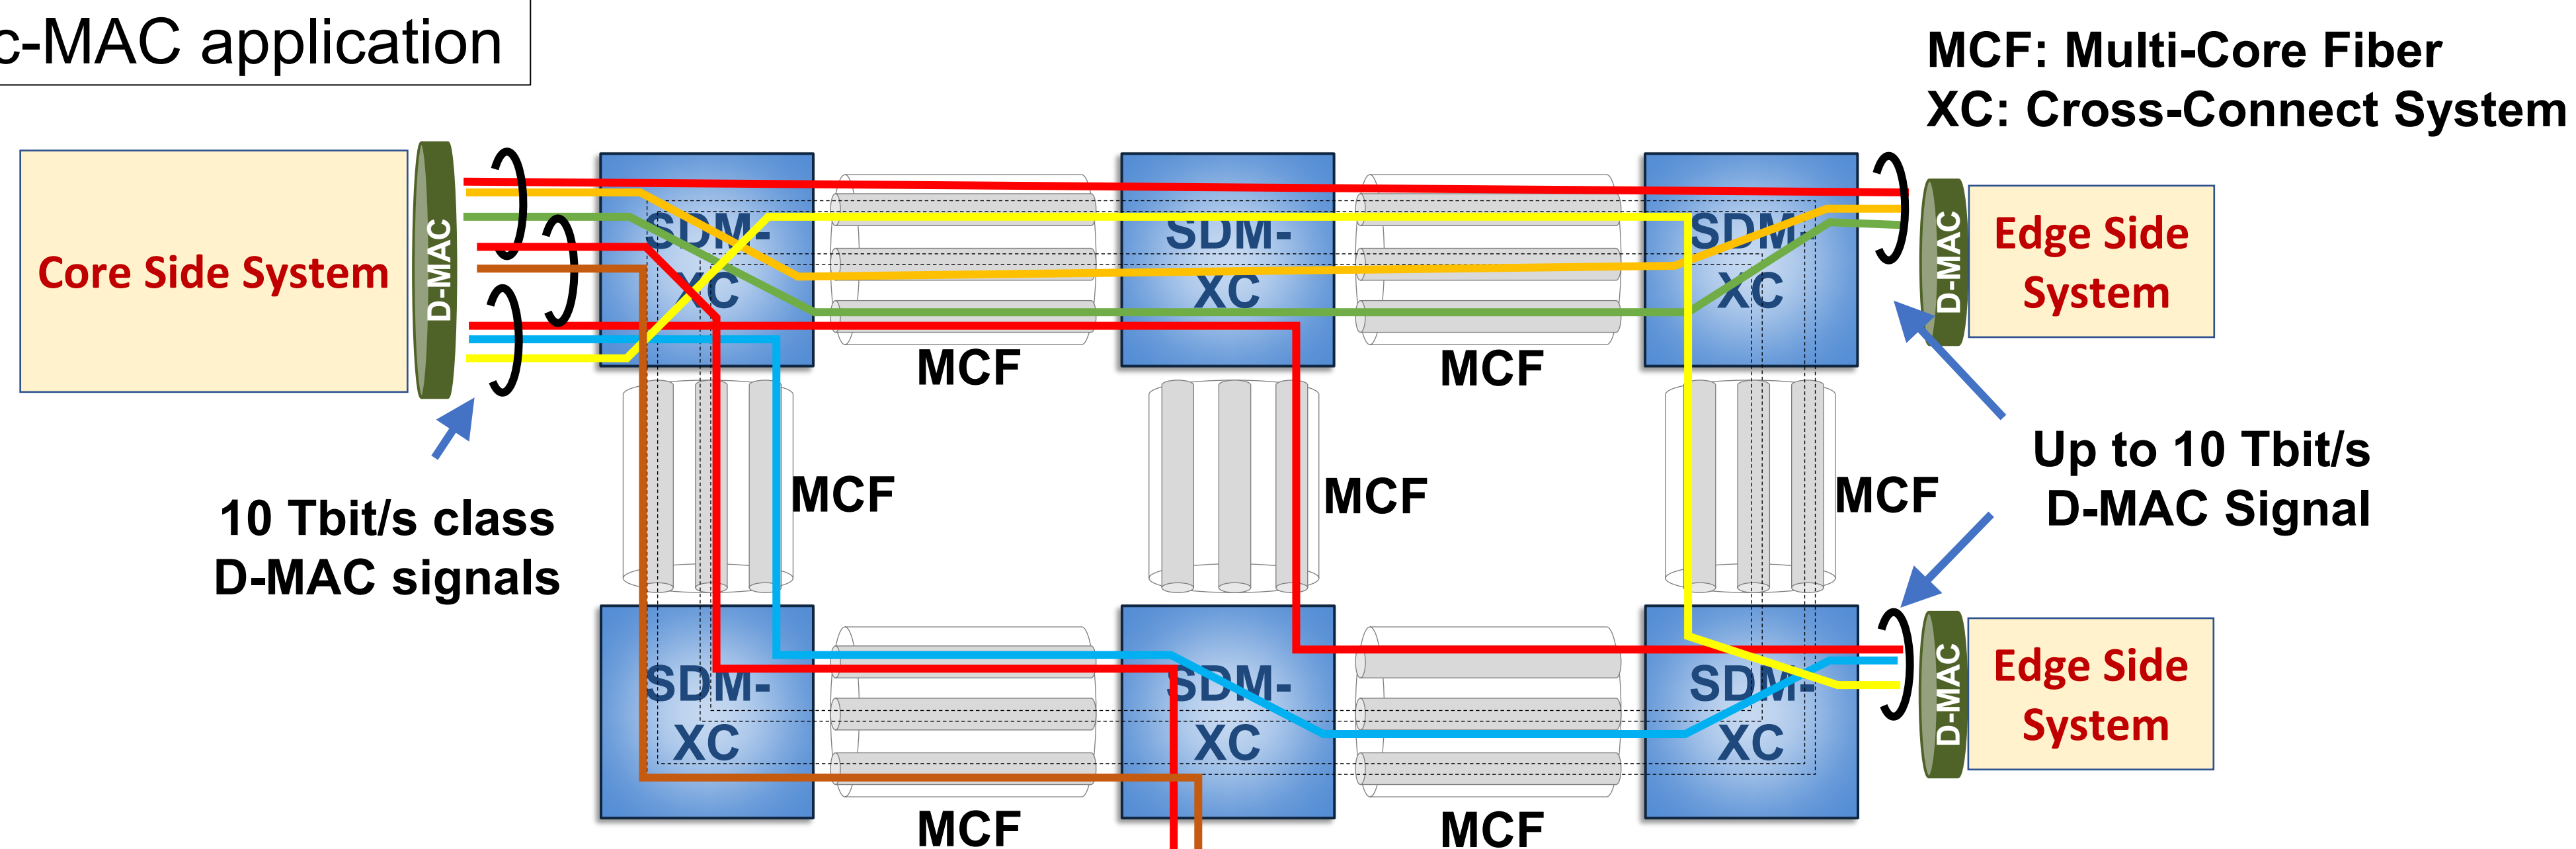 c-MAC application
MCF: Multi-Core Fiber
XC: Cross-Connect System
Core Side System
D-MAC
SDM-
XC
SDM-
XC
SDM-
XC
D-MAC
Edge Side
System
MCF
MCF
10 Tbit/s class
D-MAC signals
MCF
MCF
MCF
Up to 10 Tbit/s
D-MAC Signal
SDM-
XC
SDM-
XC
SDM-
XC
D-MAC
Edge Side
System
MCF
MCF